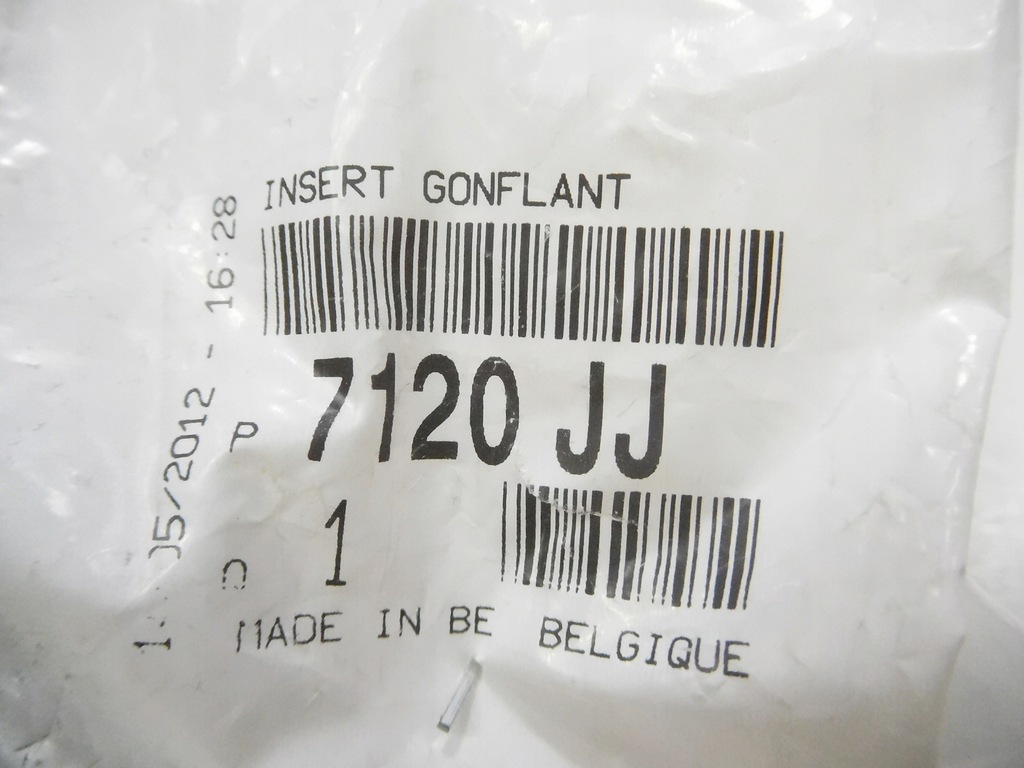 INSERT GONFLANT
P 7120 JJ
1
MADE IN BE BELGIQUE
05/2012 - 16:28